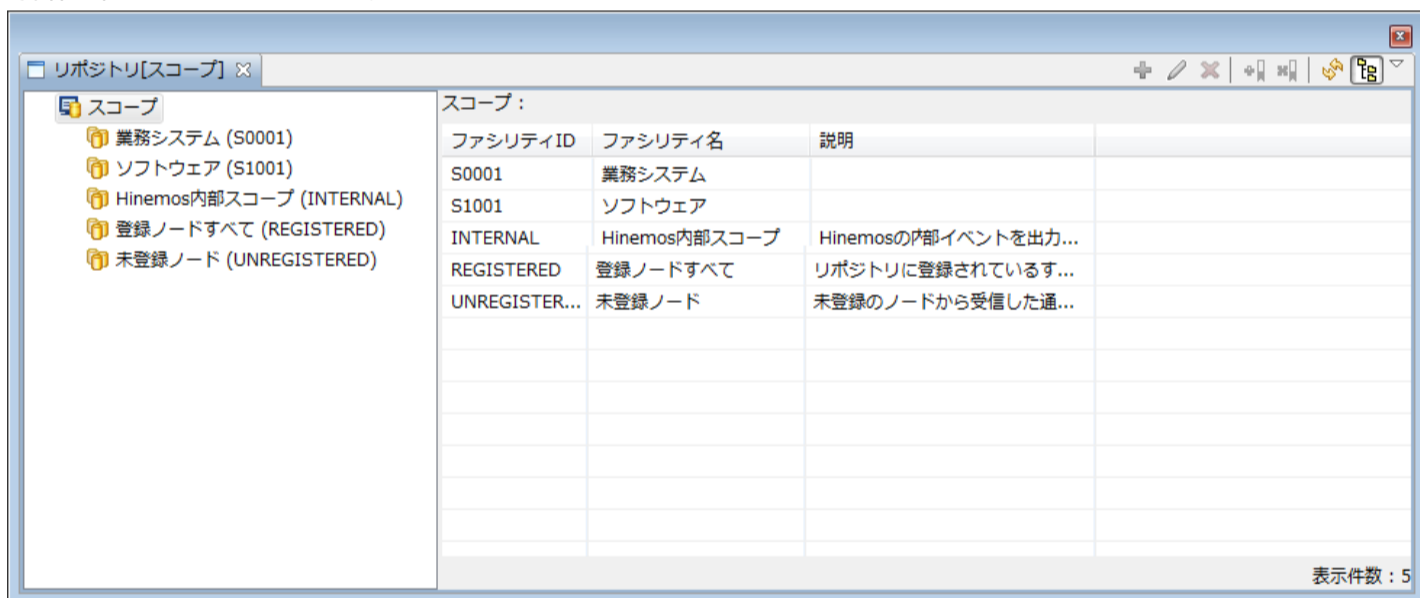 リポジトリ[スコープ]
スコープ
業務システム (S0001)
ソフトウェア (S1001)
Hinemos内部スコープ (INTERNAL)
登録ノードすべて (REGISTERED)
未登録ノード (UNREGISTERED)
スコープ：
ファシリティID ファシリティ名 説明
S0001 業務システム
S1001 ソフトウェア
INTERNAL Hinemos内部スコープ Hinemosの内部イベントを出力...
REGISTERED 登録ノードすべて リポジトリに登録されているす...
UNREGISTER... 未登録ノード 未登録のノードから受信した通...
表示件数：5